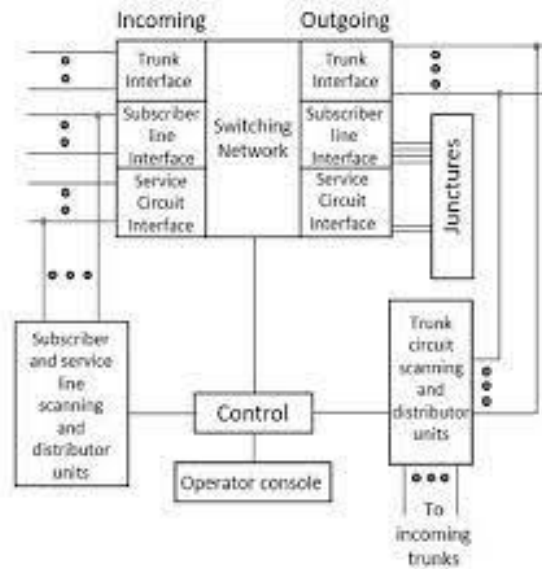 Incoming
Outgoing
Trunk
Interface
Subscriber
line
Interface
Service
Circuit
Interface
Switching
Network
Trunk
Interface
Subscriber
line
Interface
Service
Circuit
Interface
Junctures
Subscriber
and service
line
scanning
and
distributor
units
Control
Operator console
Trunk
circuit
scanning
and
distributor
units
To
incoming
trunks